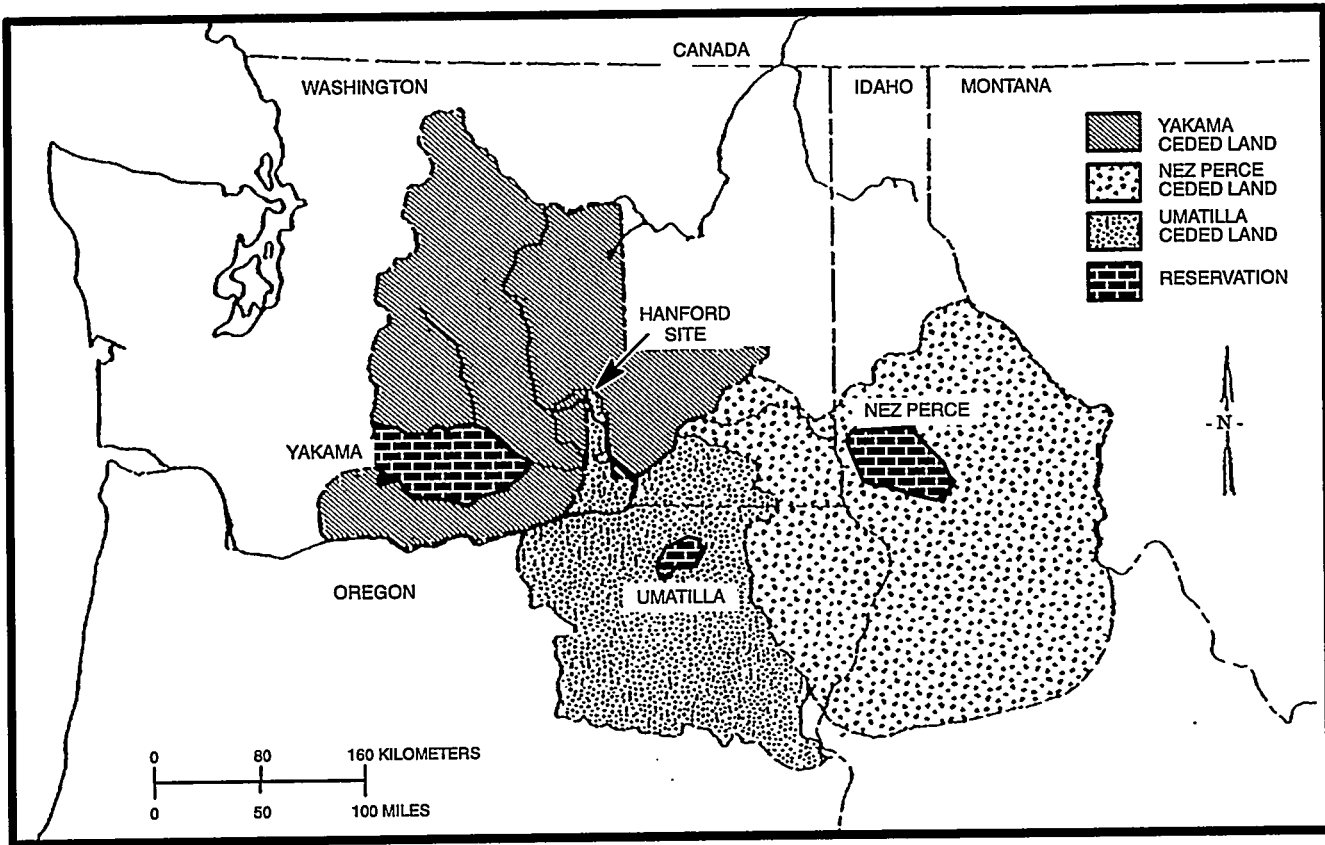 CANADA
WASHINGTON
IDAHO
MONTANA
YAKAMA
CEDED LAND
NEZ PERCE
CEDED LAND
UMATILLA
CEDED LAND
RESERVATION
HANFORD
SITE
NEZ PERCE
YAKAMA
-N-
OREGON
UMATILLA
0 80 160 KILOMETERS
0 50 100 MILES